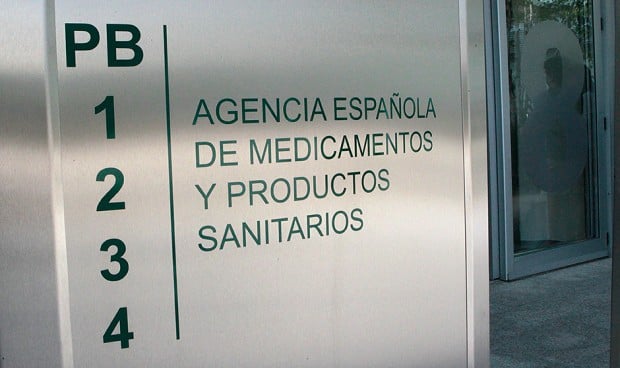 PB
1
2
3
4
AGENCIA ESPAÑOLA
DE MEDICAMENTOS
Y PRODUCTOS
SANITARIOS